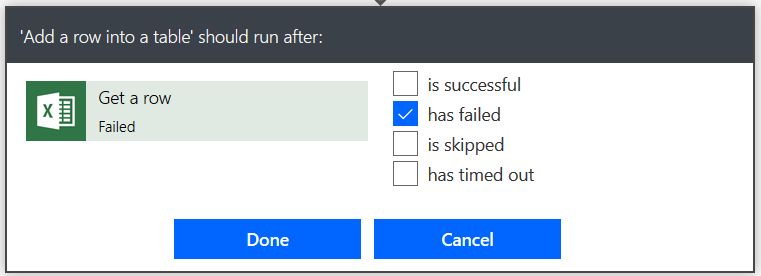 'Add a row into a table' should run after:
Get a row
Failed
is successful
has failed
is skipped
has timed out
Done
Cancel